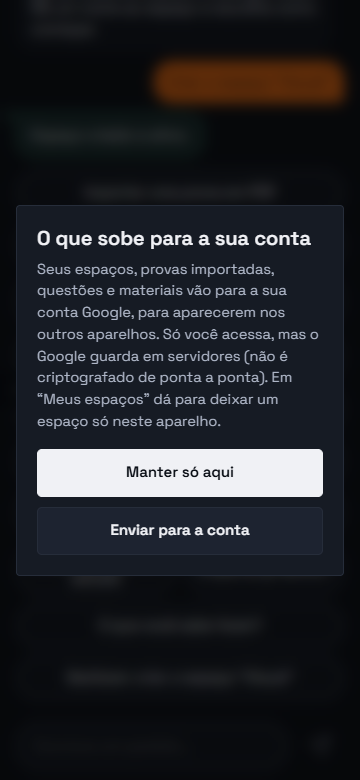 O que sobe para a sua conta
Seus espaços, provas importadas,
questões e materiais vão para a sua
conta Google, para aparecerem nos
outros aparelhos. Só você acessa, mas o
Google guarda em servidores (não é
criptografado de ponta a ponta). Em
“Meus espaços” dá para deixar um
espaço só neste aparelho.
Manter só aqui
Enviar para a conta